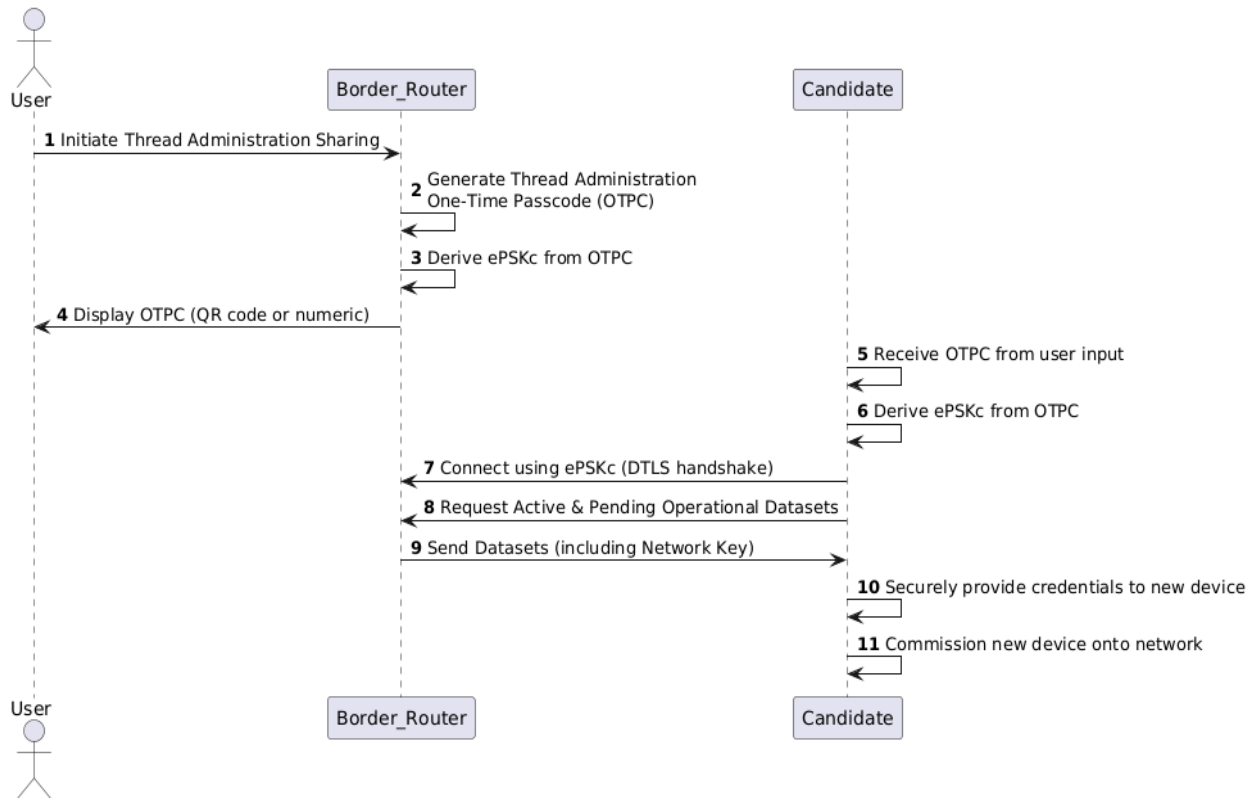 User
Border_Router
Candidate
1 Initiate Thread Administration Sharing
2 Generate Thread Administration
One-Time Passcode (OTPC)
3 Derive ePSKc from OTPC
4 Display OTPC (QR code or numeric)
5 Receive OTPC from user input
6 Derive ePSKc from OTPC
7 Connect using ePSKc (DTLS handshake)
8 Request Active & Pending Operational Datasets
9 Send Datasets (including Network Key)
10 Securely provide credentials to new device
11 Commission new device onto network
User
Border_Router
Candidate